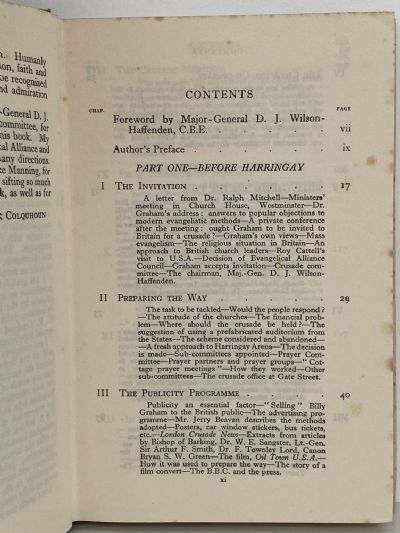 n. Humanly
ion, faith and
be recognized
nd admiration
-General D. J.
committee, for
his book. My
cal Alliance and
any directions.
ce Manning, for
sifting so much
, as well as for
COLQUHOUN
CONTENTS
CHAP. PAGE
Foreword by Major-General D. J. Wilson-
Haffenden, C.B.E. . . . . . vii
Author's Preface . . . . . ix
PART ONE—BEFORE HARRINGAY
I THE INVITATION . . . . . 17
A letter from Dr. Ralph Mitchell—Ministers'
meeting in Church House, Westminster—Dr.
Graham's address: answers to popular objections to
modern evangelistic methods—A private conference
after the meeting: ought Graham to be invited to
Britain for a crusade?—Graham's own views—Mass
evangelism—The religious situation in Britain—An
approach to British church leaders—Roy Cattell's
visit to U.S.A.—Decision of Evangelical Alliance
Council—Graham accepts invitation—Crusade com-
mittee—The chairman, Maj.-Gen. D. J. Wilson-
Haffenden.
II PREPARING THE WAY . . . . 29
The task to be tackled—Would the people respond?
—The attitude of the churches—The financial prob-
lem—Where should the crusade be held?—The
suggestion of using a prefabricated auditorium from
the States—The scheme considered and abandoned—
—A fresh approach to Harringay Arena—The decision
is made—Sub-committees appointed—Prayer Com-
mittee—Prayer partners and prayer groups—"Cot-
tage prayer meetings"—How they worked—Other
sub-committees—The crusade office at Gate Street.
III THE PUBLICITY PROGRAMME . . . . 40
Publicity an essential factor—"Selling" Billy
Graham to the British public—The advertising pro-
gramme—Mr. Jerry Beavan describes the methods
adopted—Posters, car window stickers, bus tickets,
etc.—London Crusade News—Extracts from articles
by Bishop of Barking, Dr. W. E. Sangster, Lt.-Gen.
Sir Arthur F. Smith, Dr. F. Townley Lord, Canon
Bryan S. W. Green—The film, Oil Town U.S.A.—
How it was used to prepare the way—The story of a
film convert—The B.B.C. and the press.
xi